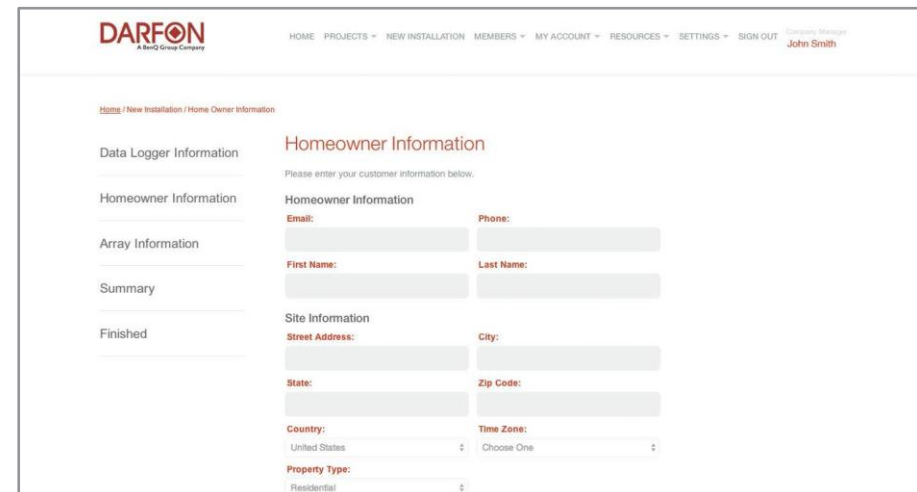 DARFON
A BenQ Group Company
HOME PROJECTS NEW INSTALLATION MEMBERS MY ACCOUNT RESOURCES SETTINGS SIGN OUT
Company Manager
John Smith
Home / New Installation / Home Owner Information
Data Logger Information
Homeowner Information
Array Information
Summary
Finished
Homeowner Information
Please enter your customer information below.
Homeowner Information
Email: Phone:
First Name: Last Name:
Site Information
Street Address: City:
State: Zip Code:
Country: Time Zone:
United States Choose One
Property Type:
Residential